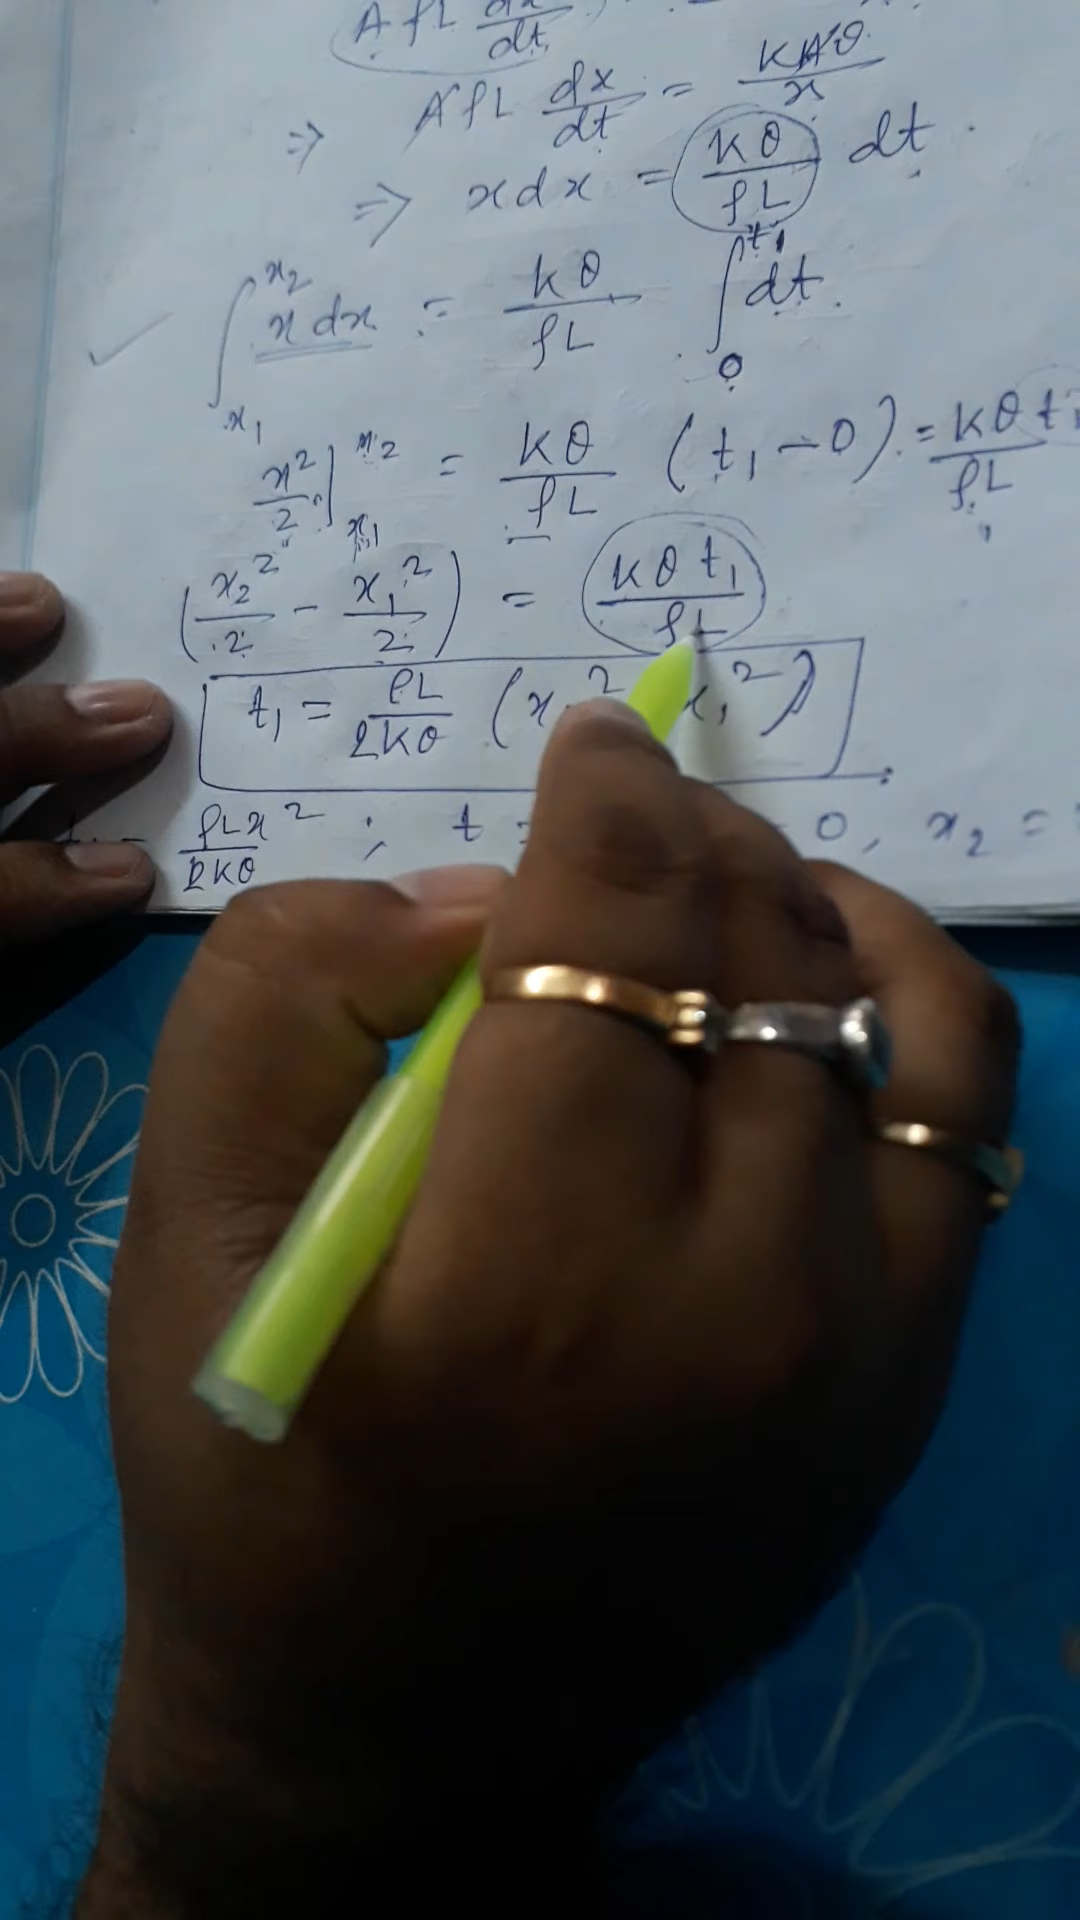 AρL dx/dt
⇒ AρL dx/dt = KAθ/x
⇒ x dx = Kθ/ρL dt
∫_{x₁}^{x₂} x dx = Kθ/ρL ∫_0^{t₁} dt.
x²/2 |_{x₁}^{x₂} = Kθ/ρL (t₁ - 0) = Kθt₁/ρL
(x₂²/2 - x₁²/2) = Kθt₁/ρL
t₁ = ρL/2Kθ (x ² x₁²)
ρLx²/2Kθ ; t 0, x₂ =